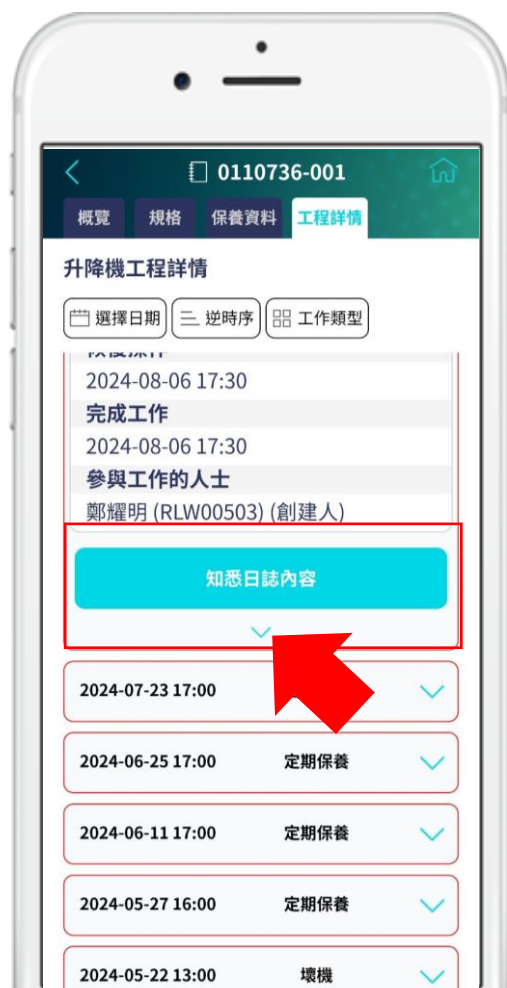 0110736-001
概覽 規格 保養資料 工程詳情
升降機工程詳情
選擇日期 逆時序 工作類型
2024-08-06 17:30
完成工作
2024-08-06 17:30
參與工作的人士
鄭耀明 (RLW00503) (創建人)
知悉日誌內容
2024-07-23 17:00
2024-06-25 17:00 定期保養
2024-06-11 17:00 定期保養
2024-05-27 16:00 定期保養
2024-05-22 13:00 壞機